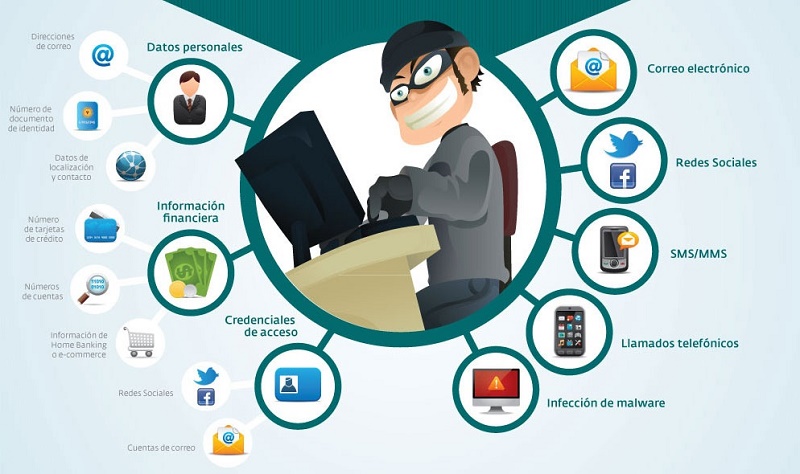 Direcciones
de correo
Datos personales
Número de
documento
de identidad
Datos de
localización
y contacto
Información
financiera
Número
de tarjetas
de crédito
Números
de cuentas
Información de
Home Banking
o e-commerce
Credenciales
de acceso
Redes Sociales
Cuentas de correo
Correo electrónico
Redes Sociales
SMS/MMS
Llamados telefónicos
Infección de malware